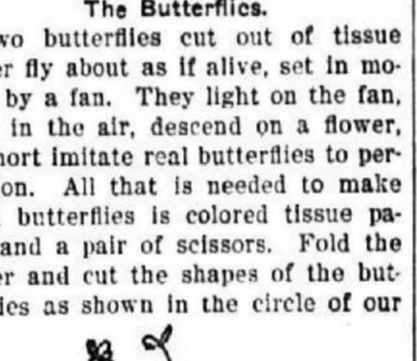 The Butterflies.
wo butterflies cut out of tissue
r fly about as if alive, set in mo-
by a fan. They light on the fan,
in the air, descend on a flower,
hort imitate real butterflies to per-
on. All that is needed to make
butterflies is colored tissue pa-
and a pair of scissors. Fold the
er and cut the shapes of the but-
ies as shown in the circle of our